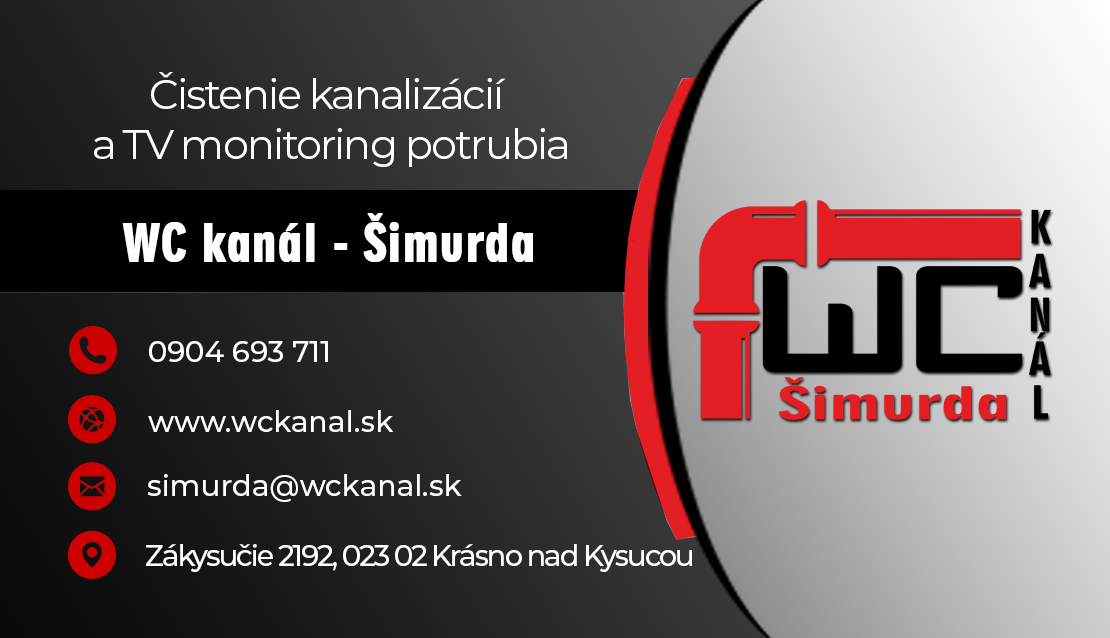 Čistenie kanalizácií
a TV monitoring potrubia
WC kanál - Šimurda
0904 693 711
www.wckanal.sk
simurda@wckanal.sk
Zákysučie 2192, 023 02 Krásno nad Kysucou
WC
KANÁL
Šimurda